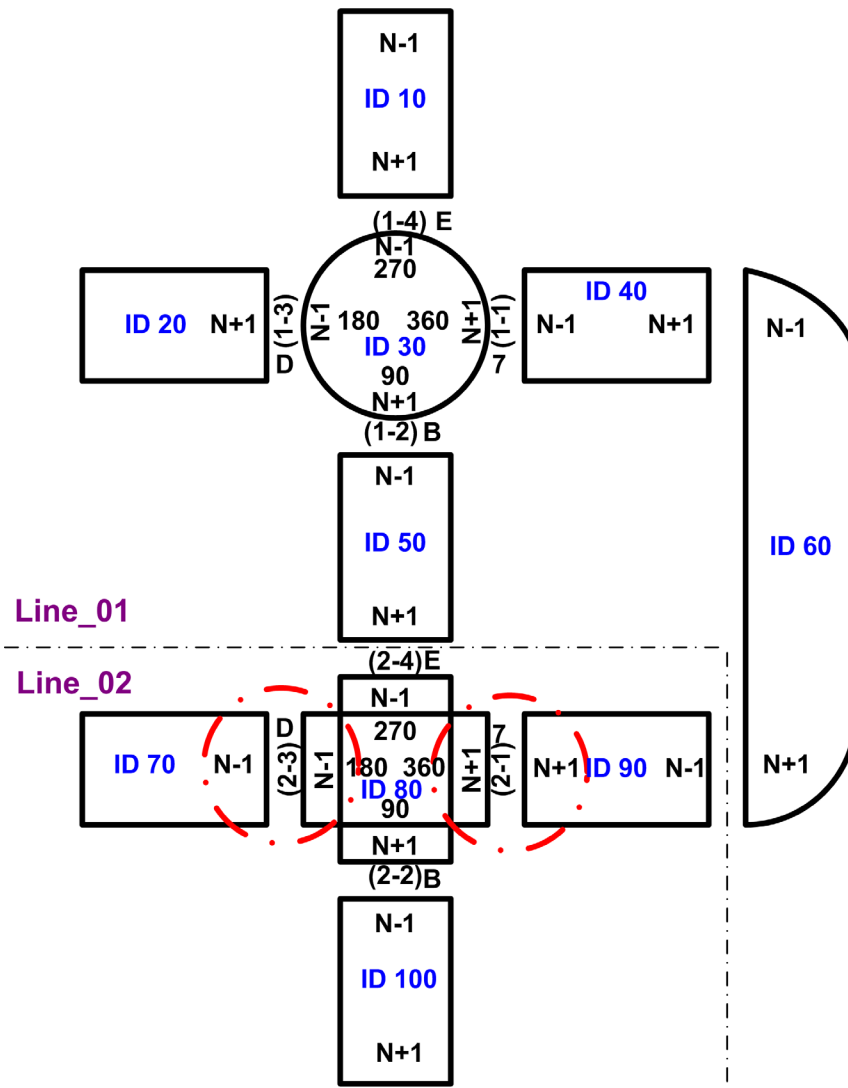 N-1
ID 10
N+1
(1-4) E
N-1
270
ID 20 N+1
(1-3)
D
N-1
180 360
ID 30
90
N+1
N+1
(1-1)
7
ID 40
N-1 N+1
(1-2) B
N-1
ID 50
N+1
N-1
ID 60
N+1
Line_01
Line_02
(2-4)E
N-1
270
ID 70 N-1
D
(2-3)
N-1
180 360
ID 80
90
N+1
N+1
7
(2-1)
N+1 ID 90 N-1
(2-2)B
N-1
ID 100
N+1